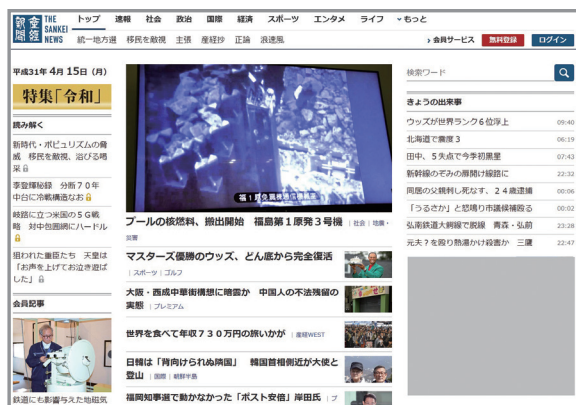 産経新聞
THE SANKEI NEWS
トップ 速報 社会 政治 国際 経済 スポーツ エンタメ ライフ もっと
統一地方選 移民を敵視 主張 産経抄 正論 浪速風
会員サービス 無料登録 ログイン
平成31年 4月 15日(月)
特集「令和」
読み解く
新時代・ポピュリズムの脅
威 移民を敵視、浴びる喝
采
李登輝秘録 分断70年
中台に冷戦構造なお
岐路に立つ米国の5G戦
略 対中包囲網にハードル
狙われた重臣たち 天皇は
「お声を上げてお泣き遊ば
した」
会員記事
鉄道にも影響与えた地磁気
福1原発異機遠信機
プールの核燃料、搬出開始 福島第1原発3号機 | 社会 | 地震・
災害
マスターズ優勝のウッズ、どん底から完全復活
| スポーツ | ゴルフ
大阪・西成中華街構想に暗雲か 中国人の不法残留の
実態 | プレミアム
世界を食べて年収730万円の旅いかが | 産経WEST
日韓は「背向けられぬ隣国」 韓国首相側近が大使と
登山 | 国際 | 朝鮮半島
福岡知事選で動かなかった「ポスト安倍」岸田氏 | プ
検索ワード
きょうの出来事
ウッズが世界ランク6位浮上 09:40
北海道で震度3 06:19
田中、5失点で今季初黒星 07:43
新幹線のぞみの扉開け線路に 22:32
同居の父親刺し死なす、24歳逮捕 00:06
「うるさか」と怒鳴り市議候補殴る 00:02
弘南鉄道大鰐線で脱線 青森・弘前 23:28
元夫?を殴り熱湯かけ殺害か 三鷹 22:47